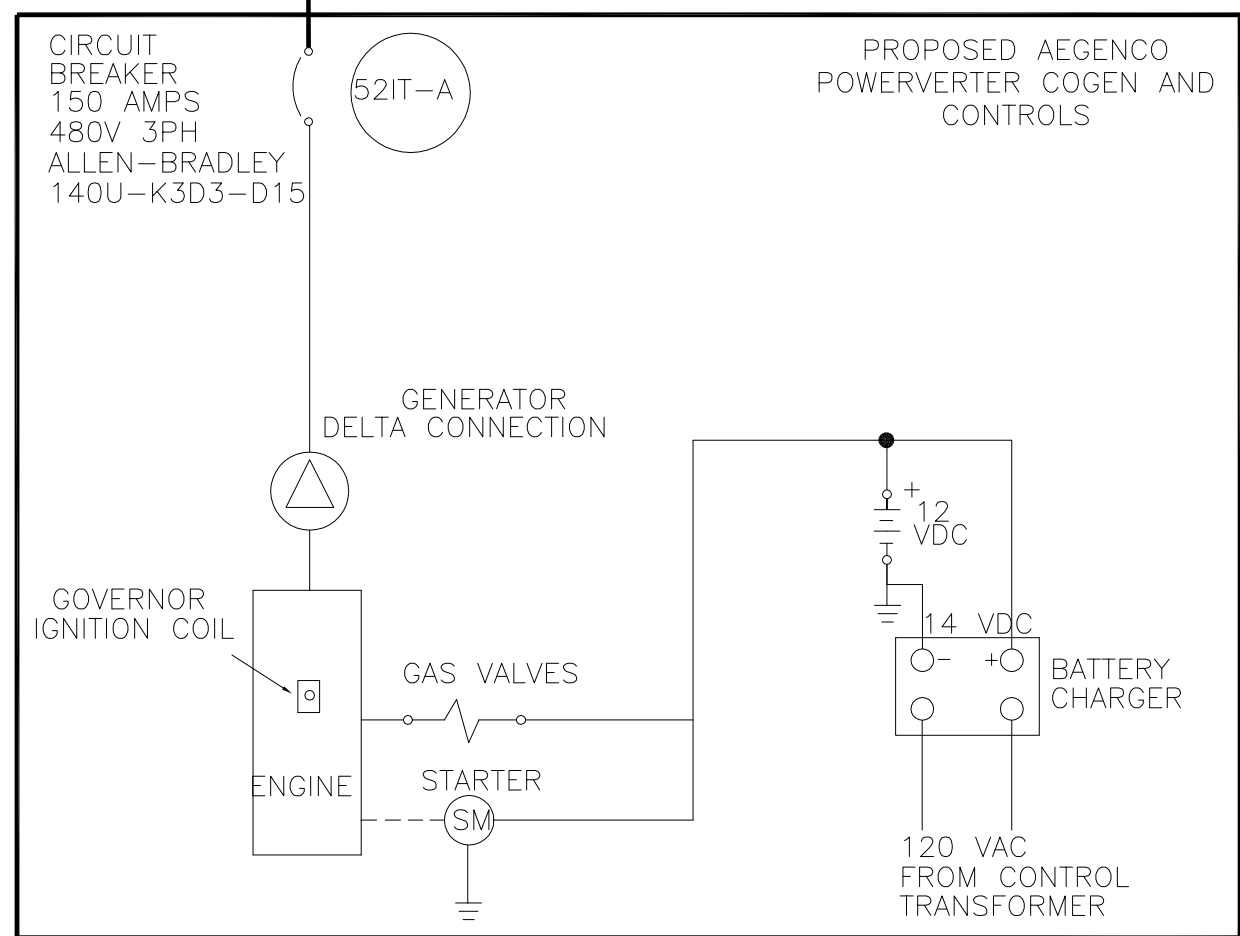 CIRCUIT
BREAKER
150 AMPS
480V 3PH
ALLEN-BRADLEY
140U-K3D3-D15
52IT-A
PROPOSED AEGENCO
POWERVERTER COGEN AND
CONTROLS
GENERATOR
DELTA CONNECTION
+
12
VDC
GOVERNOR
IGNITION COIL
14 VDC
- +
BATTERY
CHARGER
GAS VALVES
ENGINE
STARTER
SM
120 VAC
FROM CONTROL
TRANSFORMER